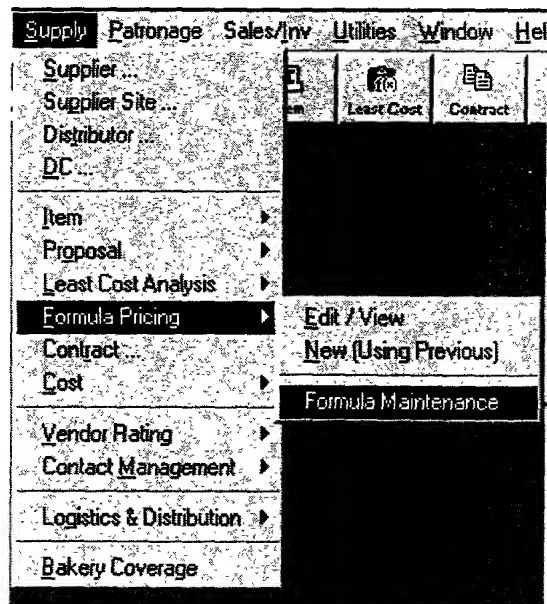 Supply Patronage Sales/Inv Utilities Window Hel
Supplier ...
Supplier Site ...
Distributor ...
DC ...
Least Cost Contract
Item
Proposal
Least Cost Analysis
Formula Pricing
Contract ...
Cost
Edit / View
New (Using Previous)
Formula Maintenance
Vendor Rating
Contact Management
Logistics & Distribution
Bakery Coverage